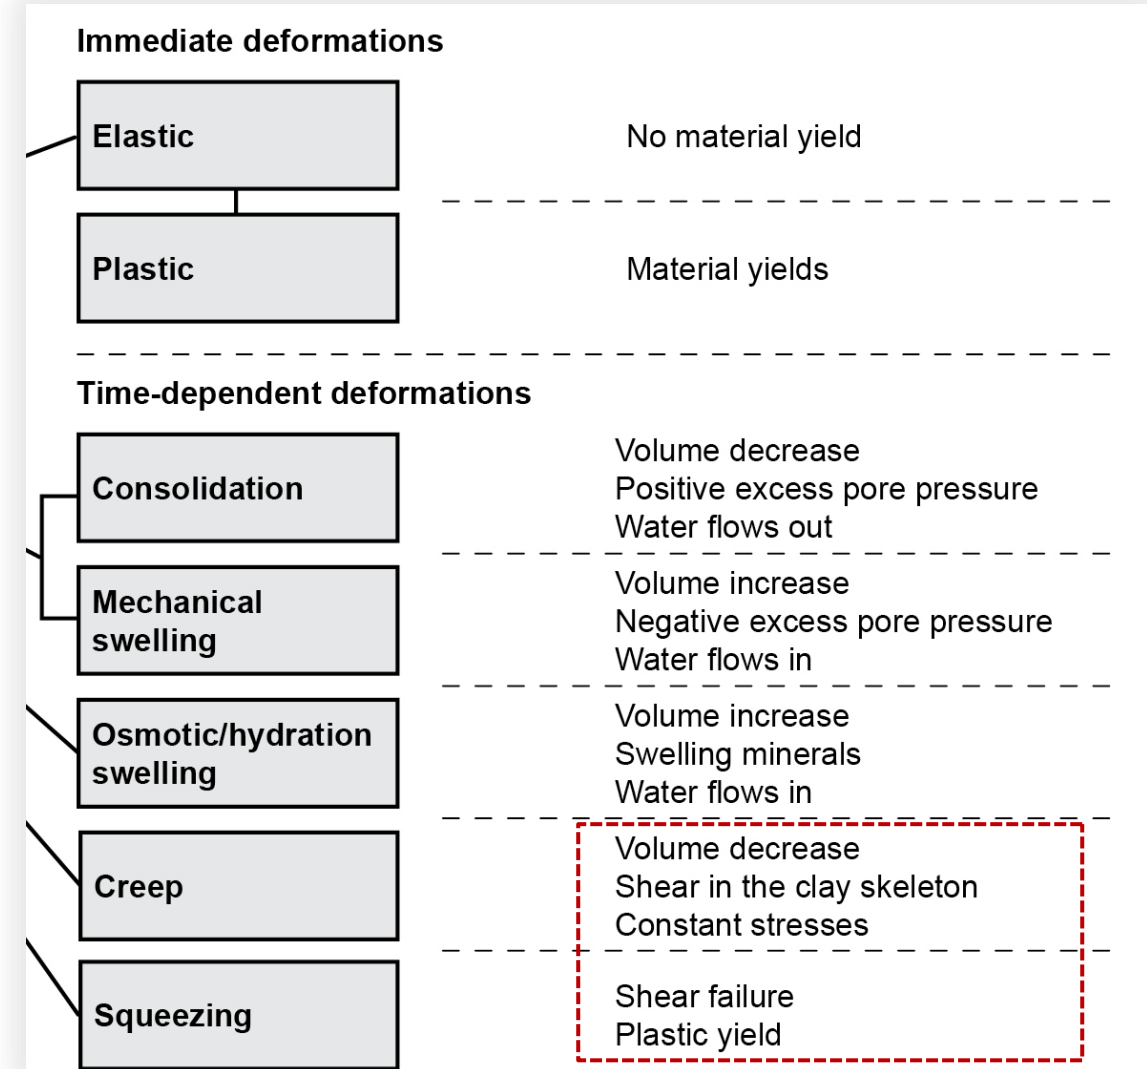 Immediate deformations
Elastic
No material yield
Plastic
Material yields
Time-dependent deformations
Consolidation
Volume decrease
Positive excess pore pressure
Water flows out
Mechanical
swelling
Volume increase
Negative excess pore pressure
Water flows in
Osmotic/hydration
swelling
Volume increase
Swelling minerals
Water flows in
Creep
Volume decrease
Shear in the clay skeleton
Constant stresses
Squeezing
Shear failure
Plastic yield